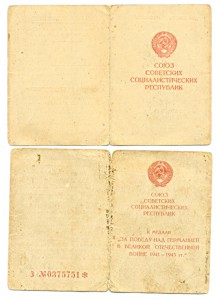 СОЮЗ
СОВЕТСКИХ
СОЦИАЛИСТИЧЕСКИХ
РЕСПУБЛИК
СОЮЗ
СОВЕТСКИХ
СОЦИАЛИСТИЧЕСКИХ
РЕСПУБЛИК
К медали
„ЗА ПОБЕДУ НАД ГЕРМАНИЕЙ
В ВЕЛИКОЙ ОТЕЧЕСТВЕННОЙ
ВОЙНЕ 1941–1945 гг."
З №0375751